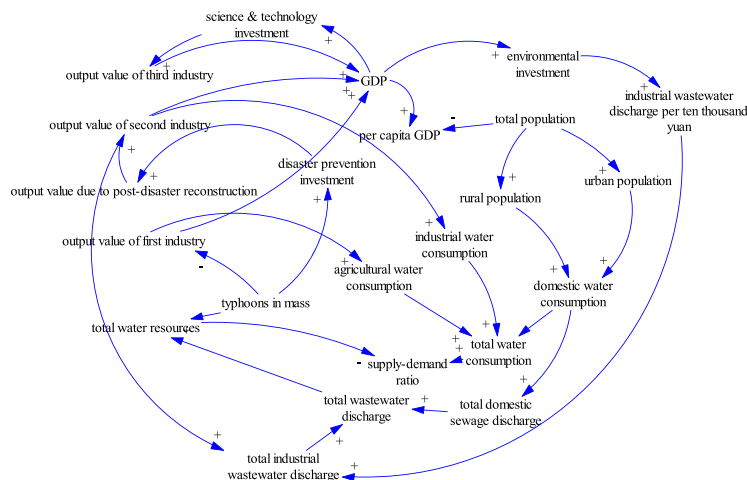 science & technology
investment
output value of third industry
GDP
environmental
investment
industrial wastewater
discharge per ten thousand
yuan
output value of second industry
per capita GDP
total population
disaster prevention
investment
output value due to post-disaster reconstruction
rural population
urban population
output value of first industry
industrial water
consumption
agricultural water
consumption
domestic water
consumption
typhoons in mass
total water resources
total water
consumption
supply-demand
ratio
total wastewater
discharge
total domestic
sewage discharge
total industrial
wastewater discharge